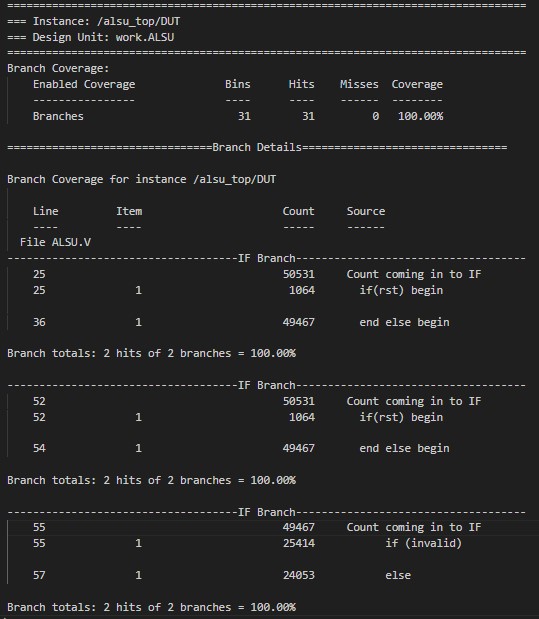 =================================================================================
=== Instance: /alsu_top/DUT
=== Design Unit: work.ALSU
=================================================================================
Branch Coverage:
    Enabled Coverage              Bins      Hits    Misses  Coverage
    ----------------              ----      ----    ------  --------
    Branches                        31        31         0   100.00%

================================Branch Details================================

Branch Coverage for instance /alsu_top/DUT

    Line         Item                      Count     Source
    ----         ----                      -----     ------
  File ALSU.V
------------------------------------IF Branch------------------------------------
    25                                     50531     Count coming in to IF
    25              1                       1064       if(rst) begin

    36              1                      49467       end else begin

Branch totals: 2 hits of 2 branches = 100.00%

------------------------------------IF Branch------------------------------------
    52                                     50531     Count coming in to IF
    52              1                       1064       if(rst) begin

    54              1                      49467       end else begin

Branch totals: 2 hits of 2 branches = 100.00%

------------------------------------IF Branch------------------------------------
    55                                     49467     Count coming in to IF
    55              1                      25414           if (invalid)

    57              1                      24053           else

Branch totals: 2 hits of 2 branches = 100.00%